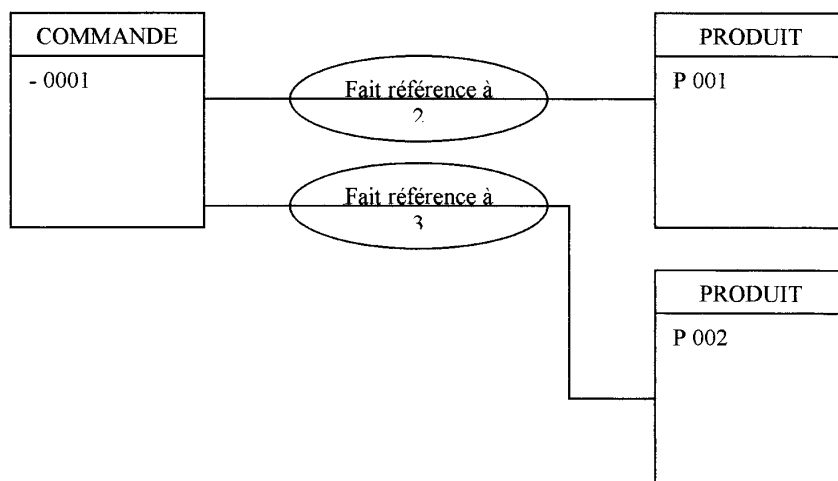 COMMANDE
- 0001
Fait référence à
2
Fait référence à
3
PRODUIT
P 001
PRODUIT
P 002